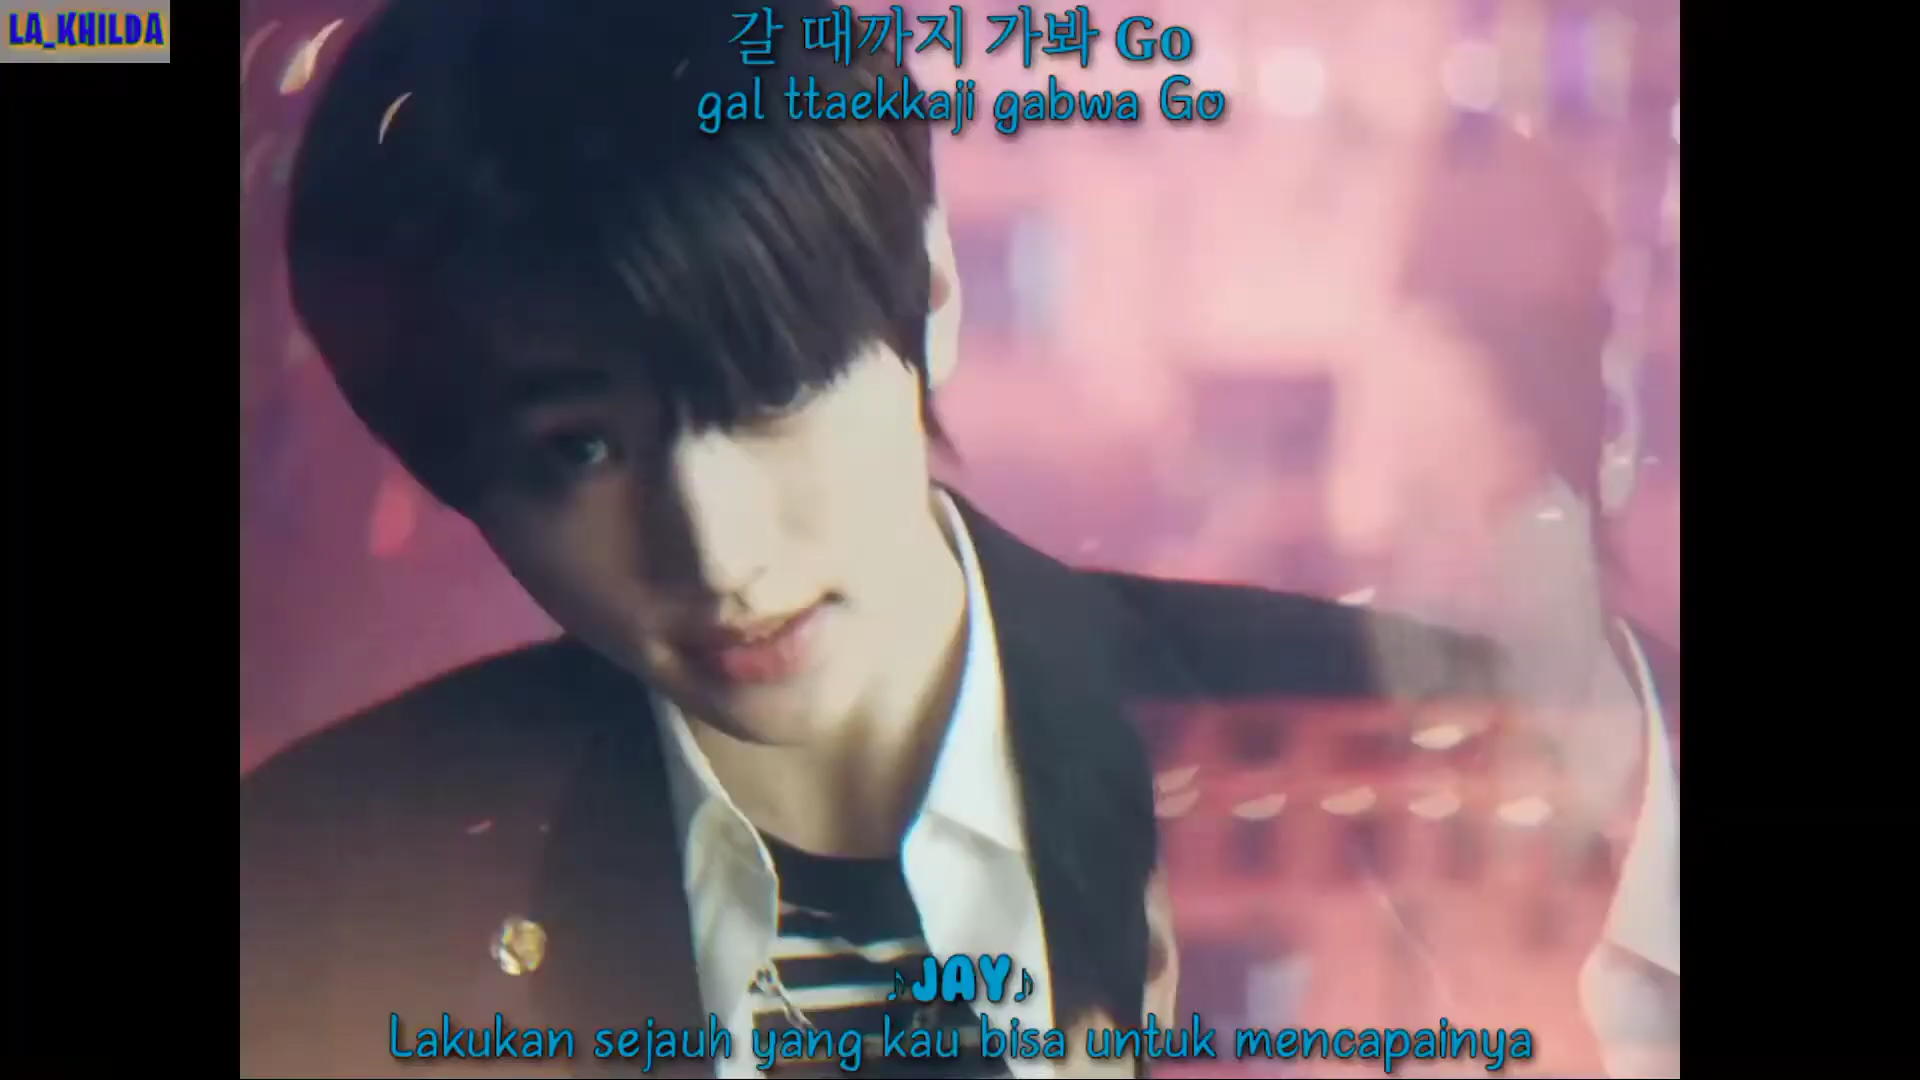 LA_KHILDA
갈 때까지 가봐 Go
gal ttaekkaji gabwa Go
♪JAY♪
Lakukan sejauh yang kau bisa untuk mencapainya